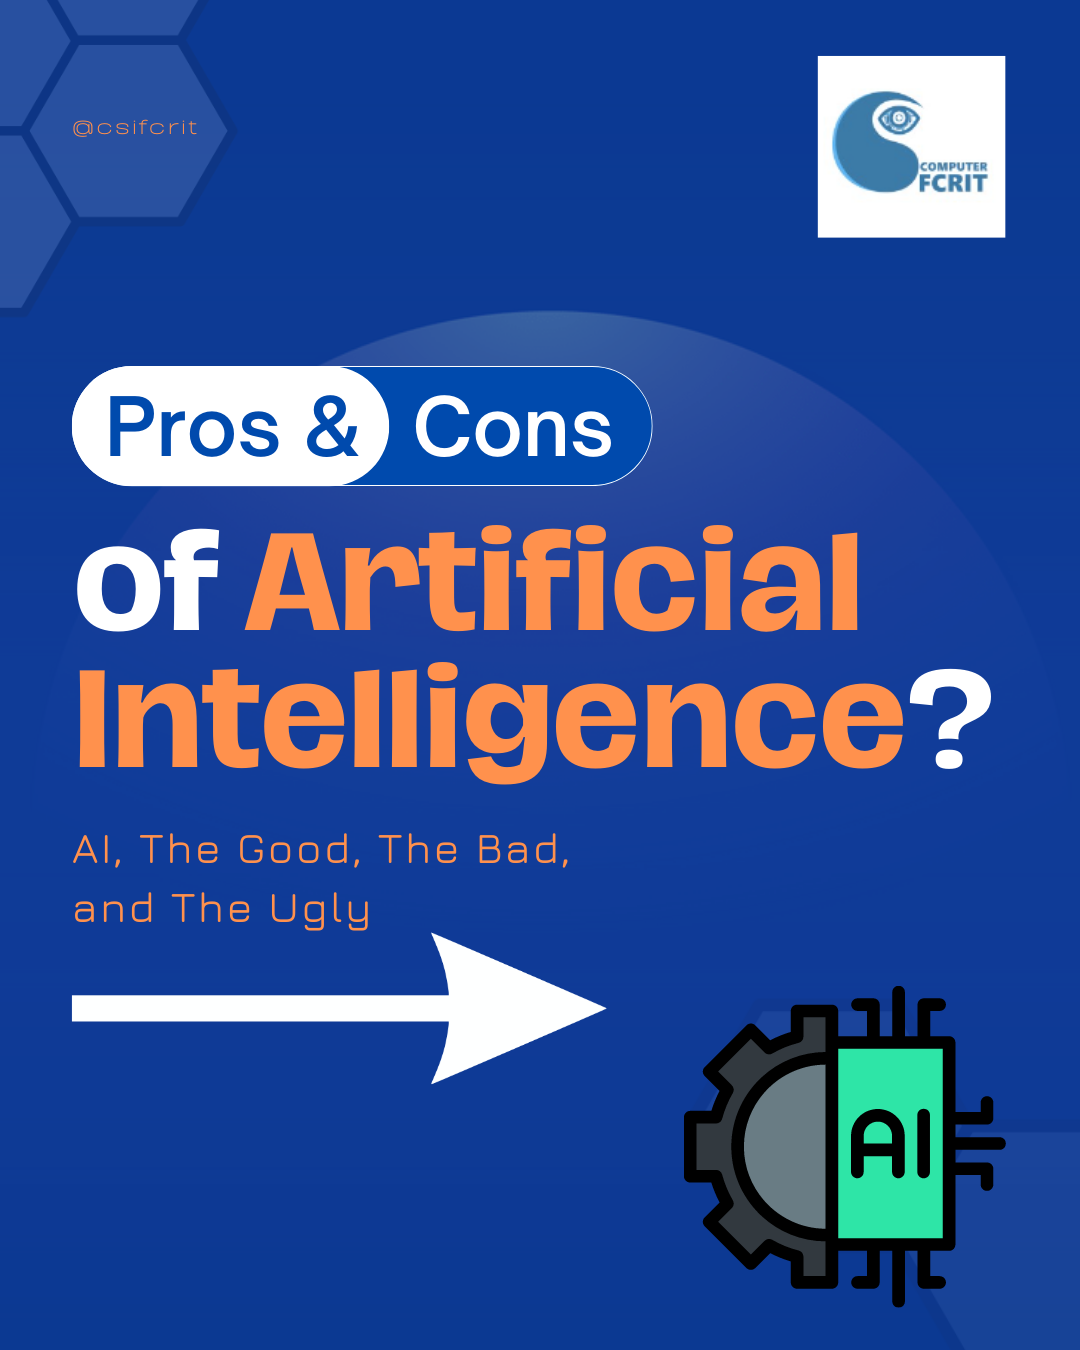 @csifcrit
COMPUTER
FCRIT
Pros & Cons
of Artificial
Intelligence?
AI, The Good, The Bad,
and The Ugly
AI